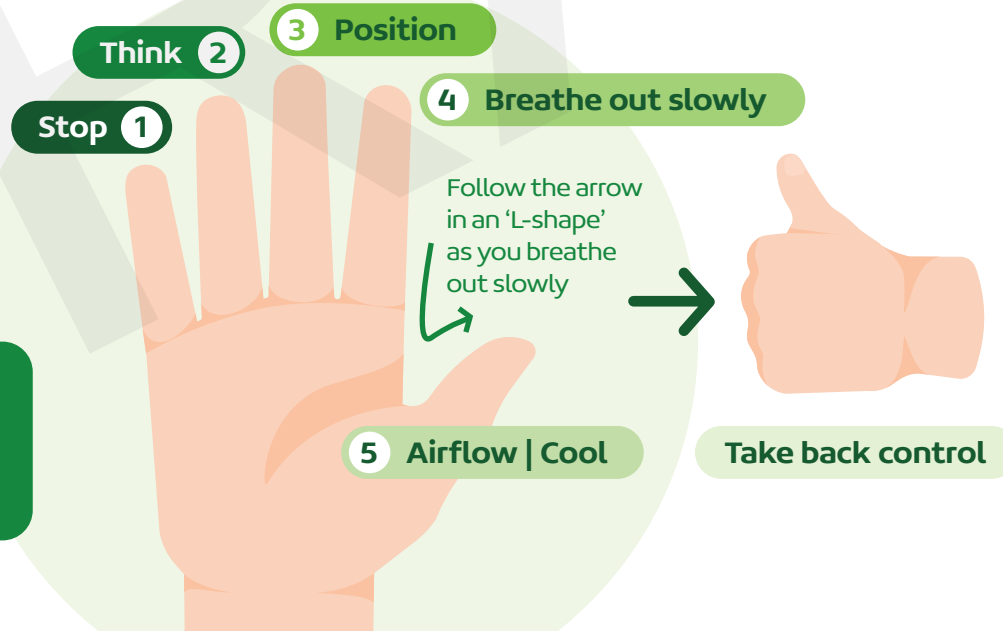 Stop 1
Think 2
3 Position
4 Breathe out slowly
Follow the arrow
in an ‘L-shape’
as you breathe
out slowly
5 Airflow | Cool
Take back control